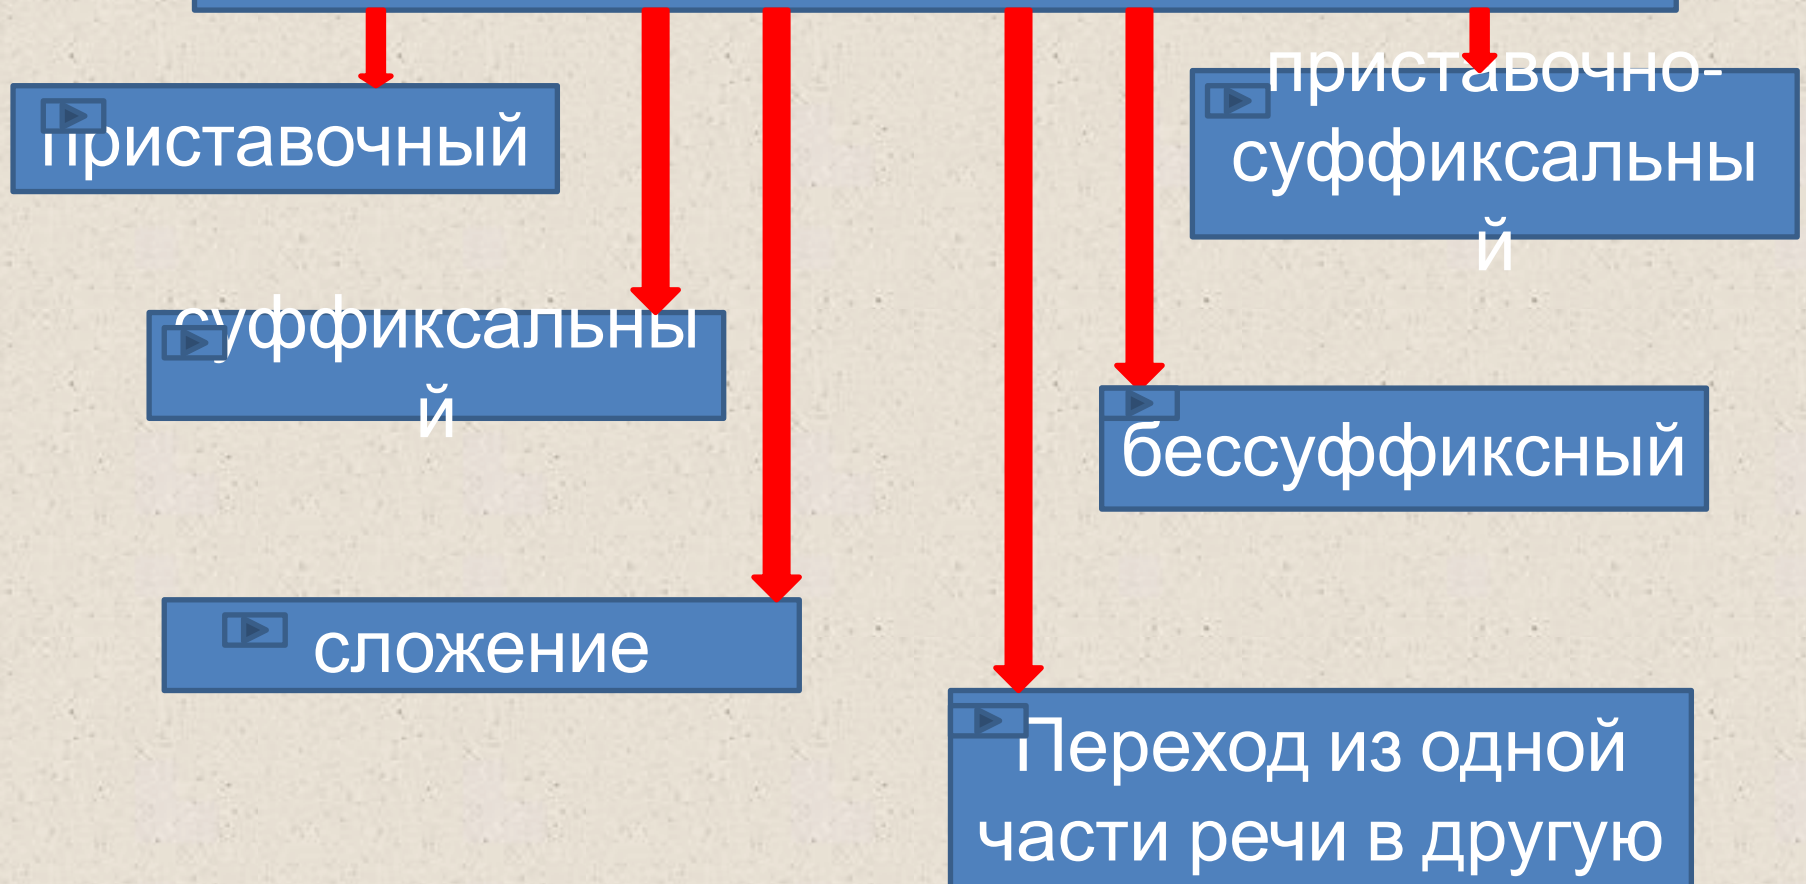 приставочный
приставочно-
суффиксальны
й
суффиксальны
й
бессуффиксный
сложение
Переход из одной
части речи в другую